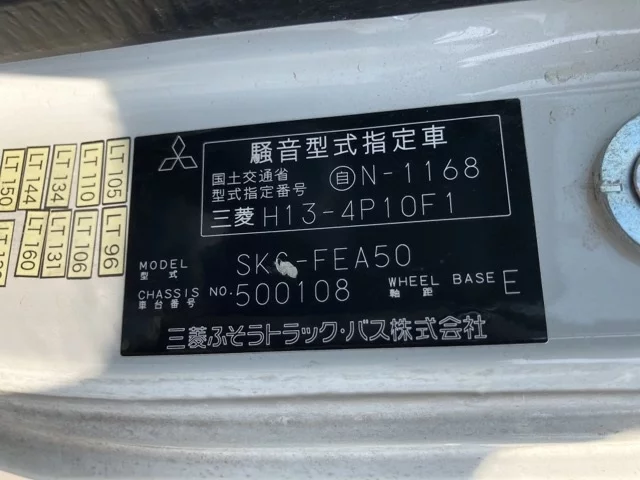 騒音型式指定車
国土交通省
型式指定番号 自N-1168
三菱 H13-4P10F1
MODEL 型式 SKG-FEA50
CHASSIS NO. 車台番号 500108 WHEEL BASE 軸距 E
三菱ふそうトラック・バス株式会社
LT 105
LT 110
LT 134
LT 144
LT 150
LT 96
LT 106
LT 131
LT 160